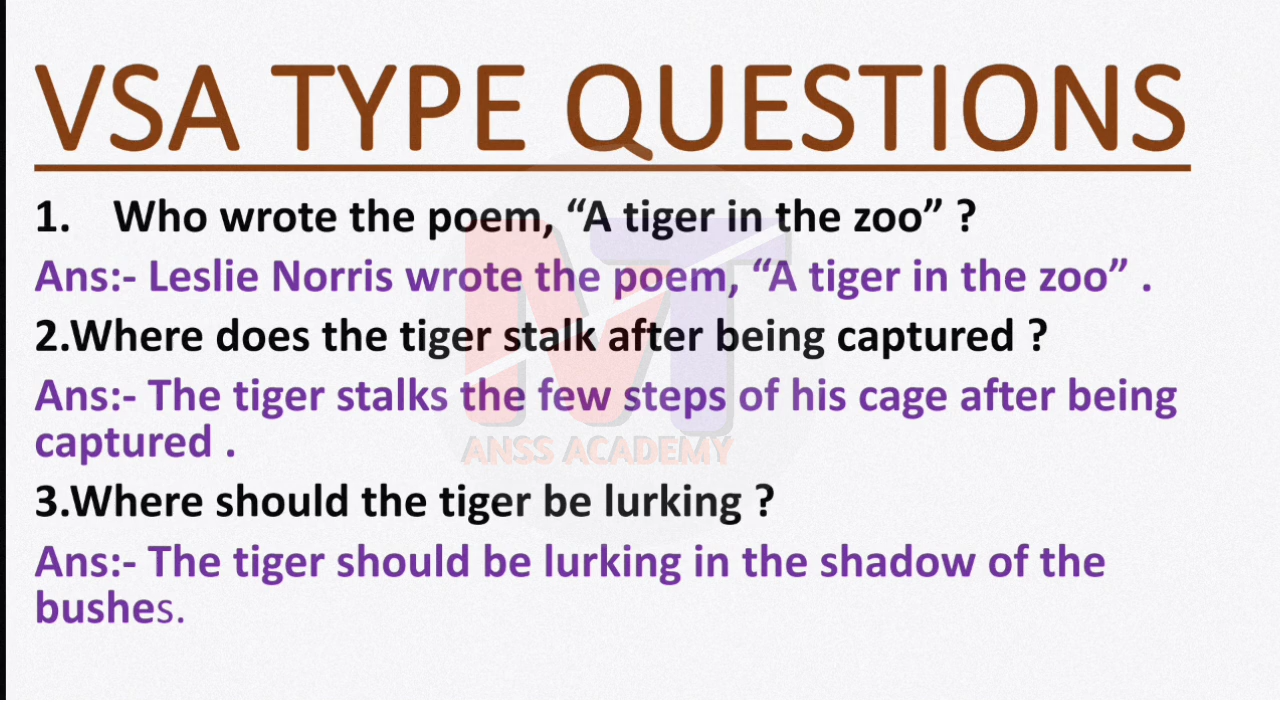 VSA TYPE QUESTIONS
1. Who wrote the poem, “A tiger in the zoo” ?
Ans:- Leslie Norris wrote the poem, “A tiger in the zoo” .
2.Where does the tiger stalk after being captured ?
Ans:- The tiger stalks the few steps of his cage after being
captured .
3.Where should the tiger be lurking ?
Ans:- The tiger should be lurking in the shadow of the
bushes.
MT
ANSS ACADEMY